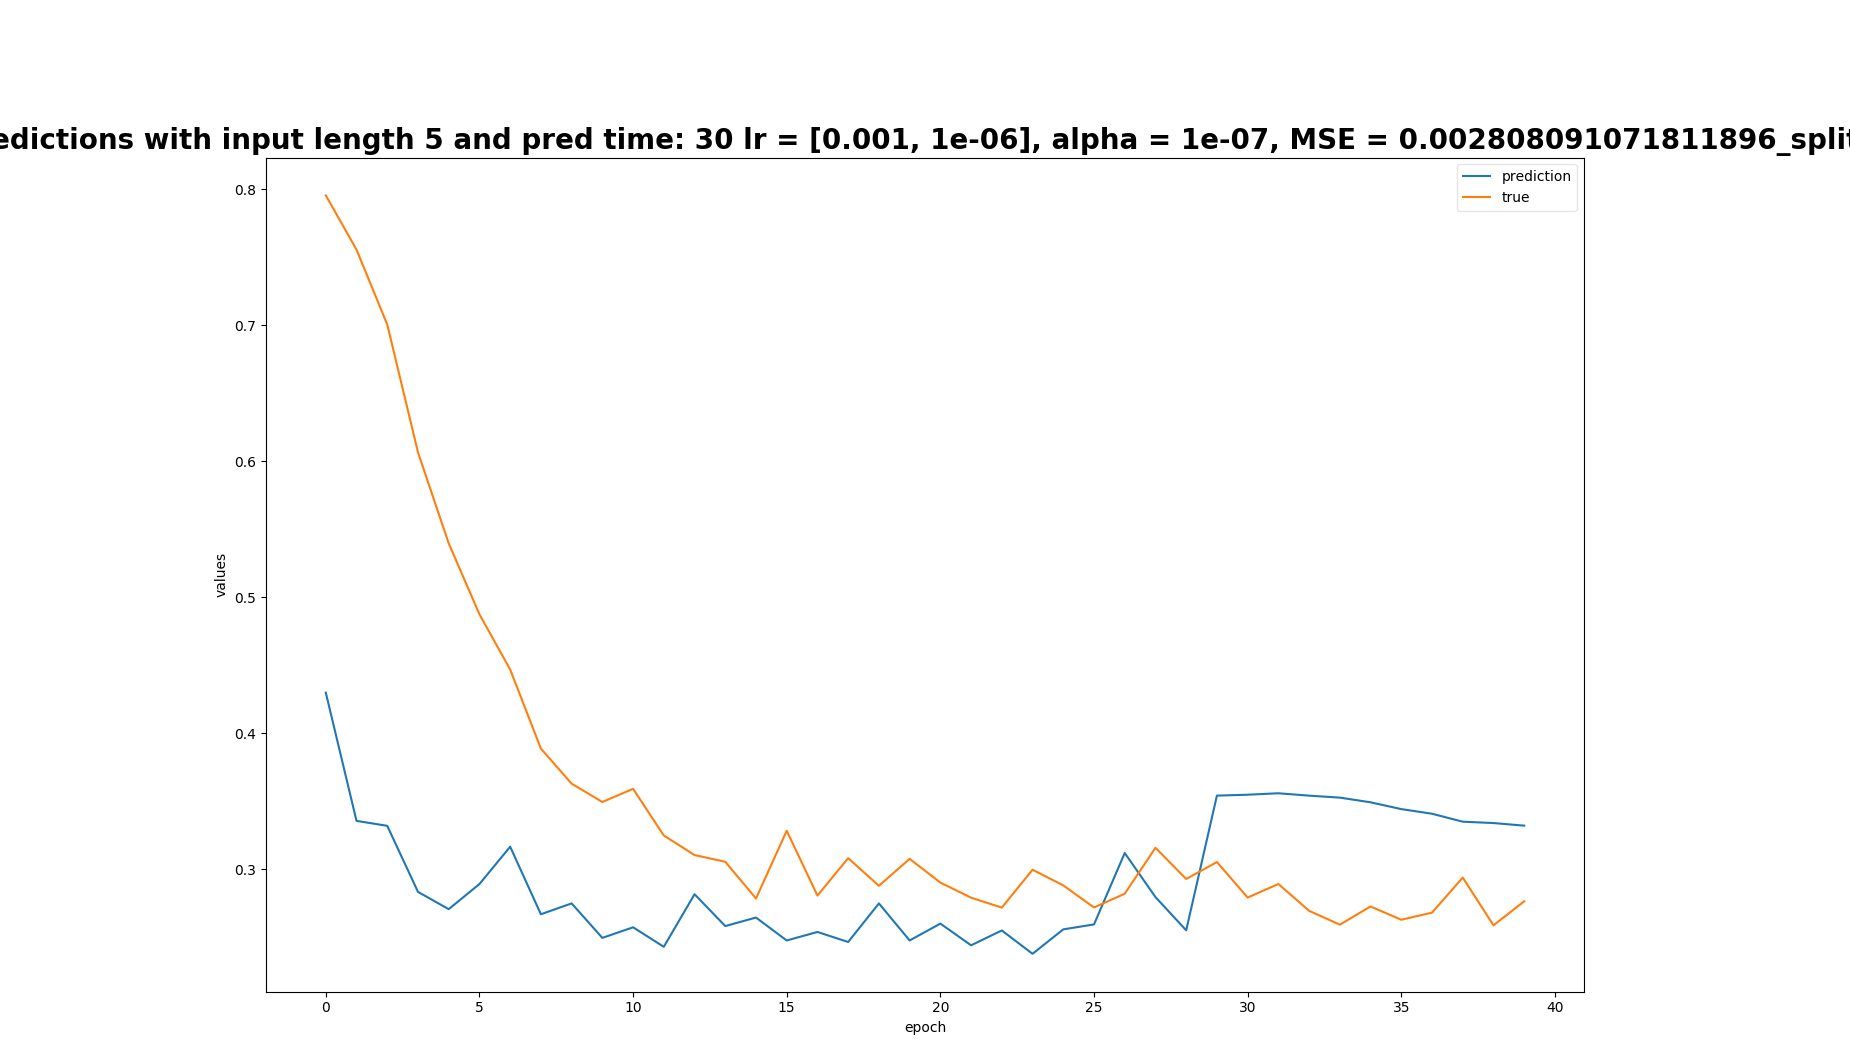 edictions with input length 5 and pred time: 30 lr = [0.001, 1e-06], alpha = 1e-07, MSE = 0.002808091071811896_split
prediction
true
0.8
0.7
0.6
0.5
0.4
0.3
values
0 5 10 15 20 25 30 35 40
epoch